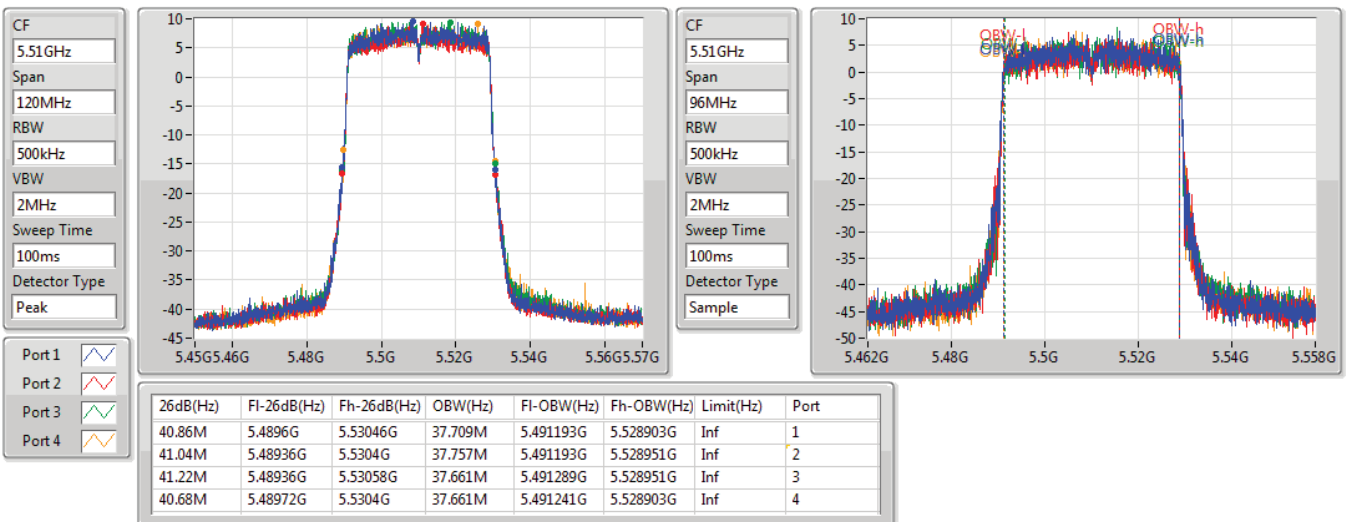 CF
5.51GHz
Span
120MHz
RBW
500kHz
VBW
2MHz
Sweep Time
100ms
Detector Type
Peak
10
5
0
-5
-10
-15
-20
-25
-30
-35
-40
-45
5.45G 5.46G 5.48G 5.5G 5.52G 5.54G 5.56G 5.57G
CF
5.51GHz
Span
96MHz
RBW
500kHz
VBW
2MHz
Sweep Time
100ms
Detector Type
Sample
10
5
0
-5
-10
-15
-20
-25
-30
-35
-40
-45
-50
OBW-l OBW-h
OBW-h
5.462G 5.48G 5.5G 5.52G 5.54G 5.558G
Port 1
Port 2
Port 3
Port 4
26dB(Hz) Fl-26dB(Hz) Fh-26dB(Hz) OBW(Hz) Fl-OBW(Hz) Fh-OBW(Hz) Limit(Hz) Port
40.86M 5.4896G 5.53046G 37.709M 5.491193G 5.528903G Inf 1
41.04M 5.48936G 5.5304G 37.757M 5.491193G 5.528951G Inf 2
41.22M 5.48936G 5.53058G 37.661M 5.491289G 5.528951G Inf 3
40.68M 5.48972G 5.5304G 37.661M 5.491241G 5.528903G Inf 4